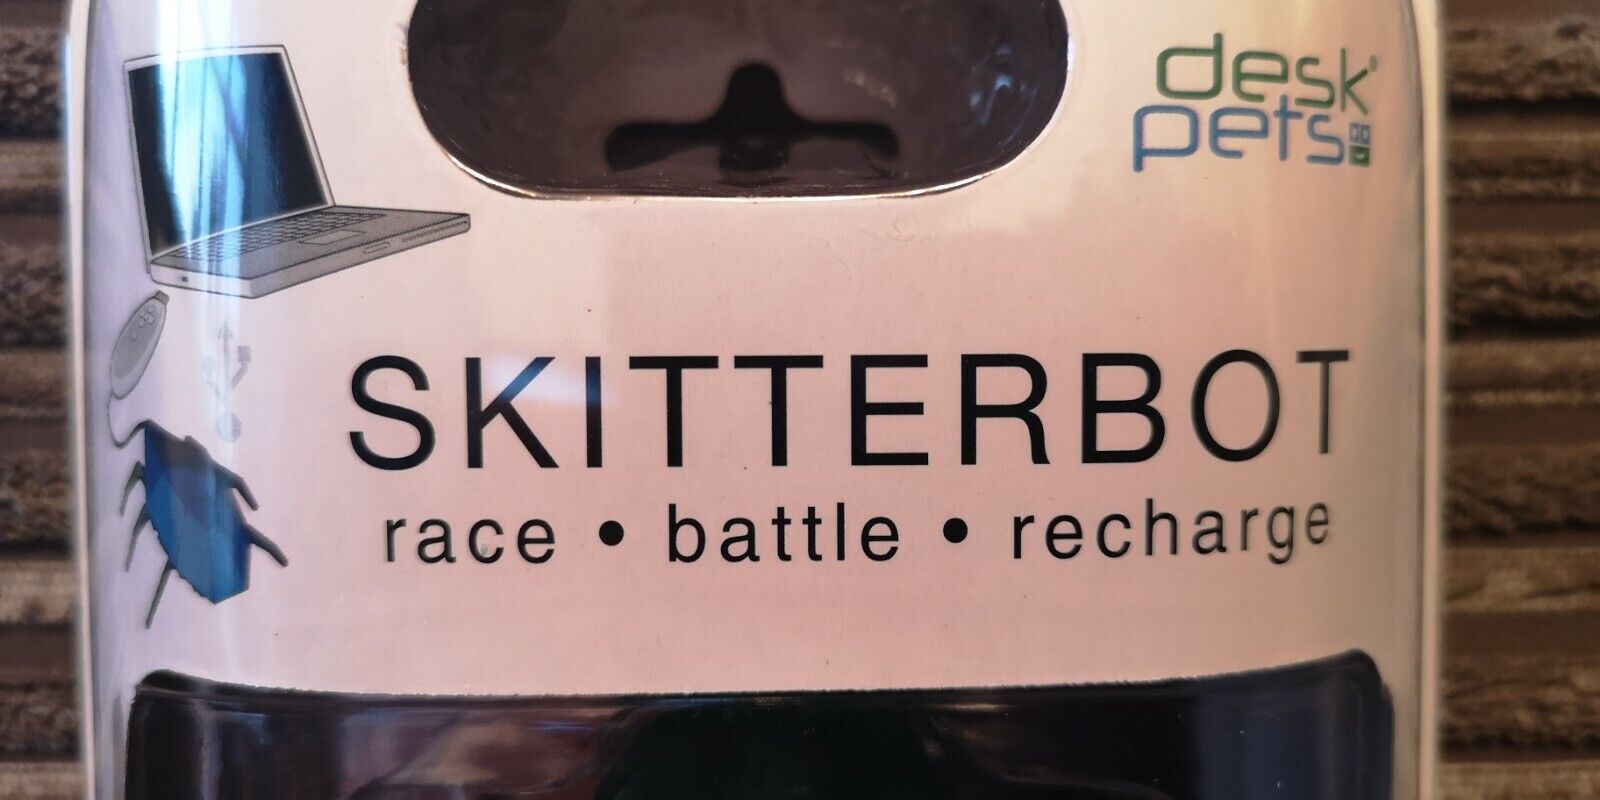 desk
pets
SKITTERBOT
race • battle • recharge